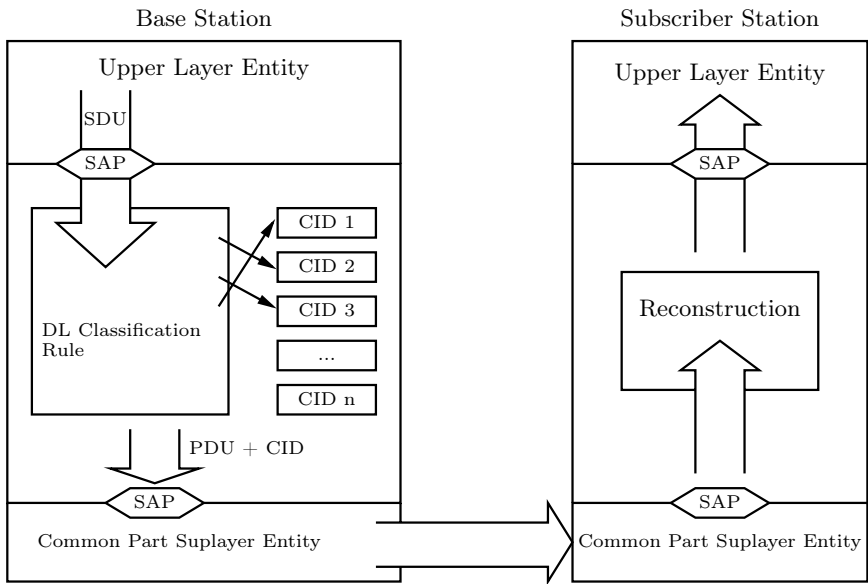 Base Station
Upper Layer Entity
SDU
SAP
CID 1
CID 2
CID 3
...
CID n
DL Classification
Rule
PDU + CID
SAP
Common Part Suplayer Entity
Subscriber Station
Upper Layer Entity
SAP
Reconstruction
SAP
Common Part Suplayer Entity